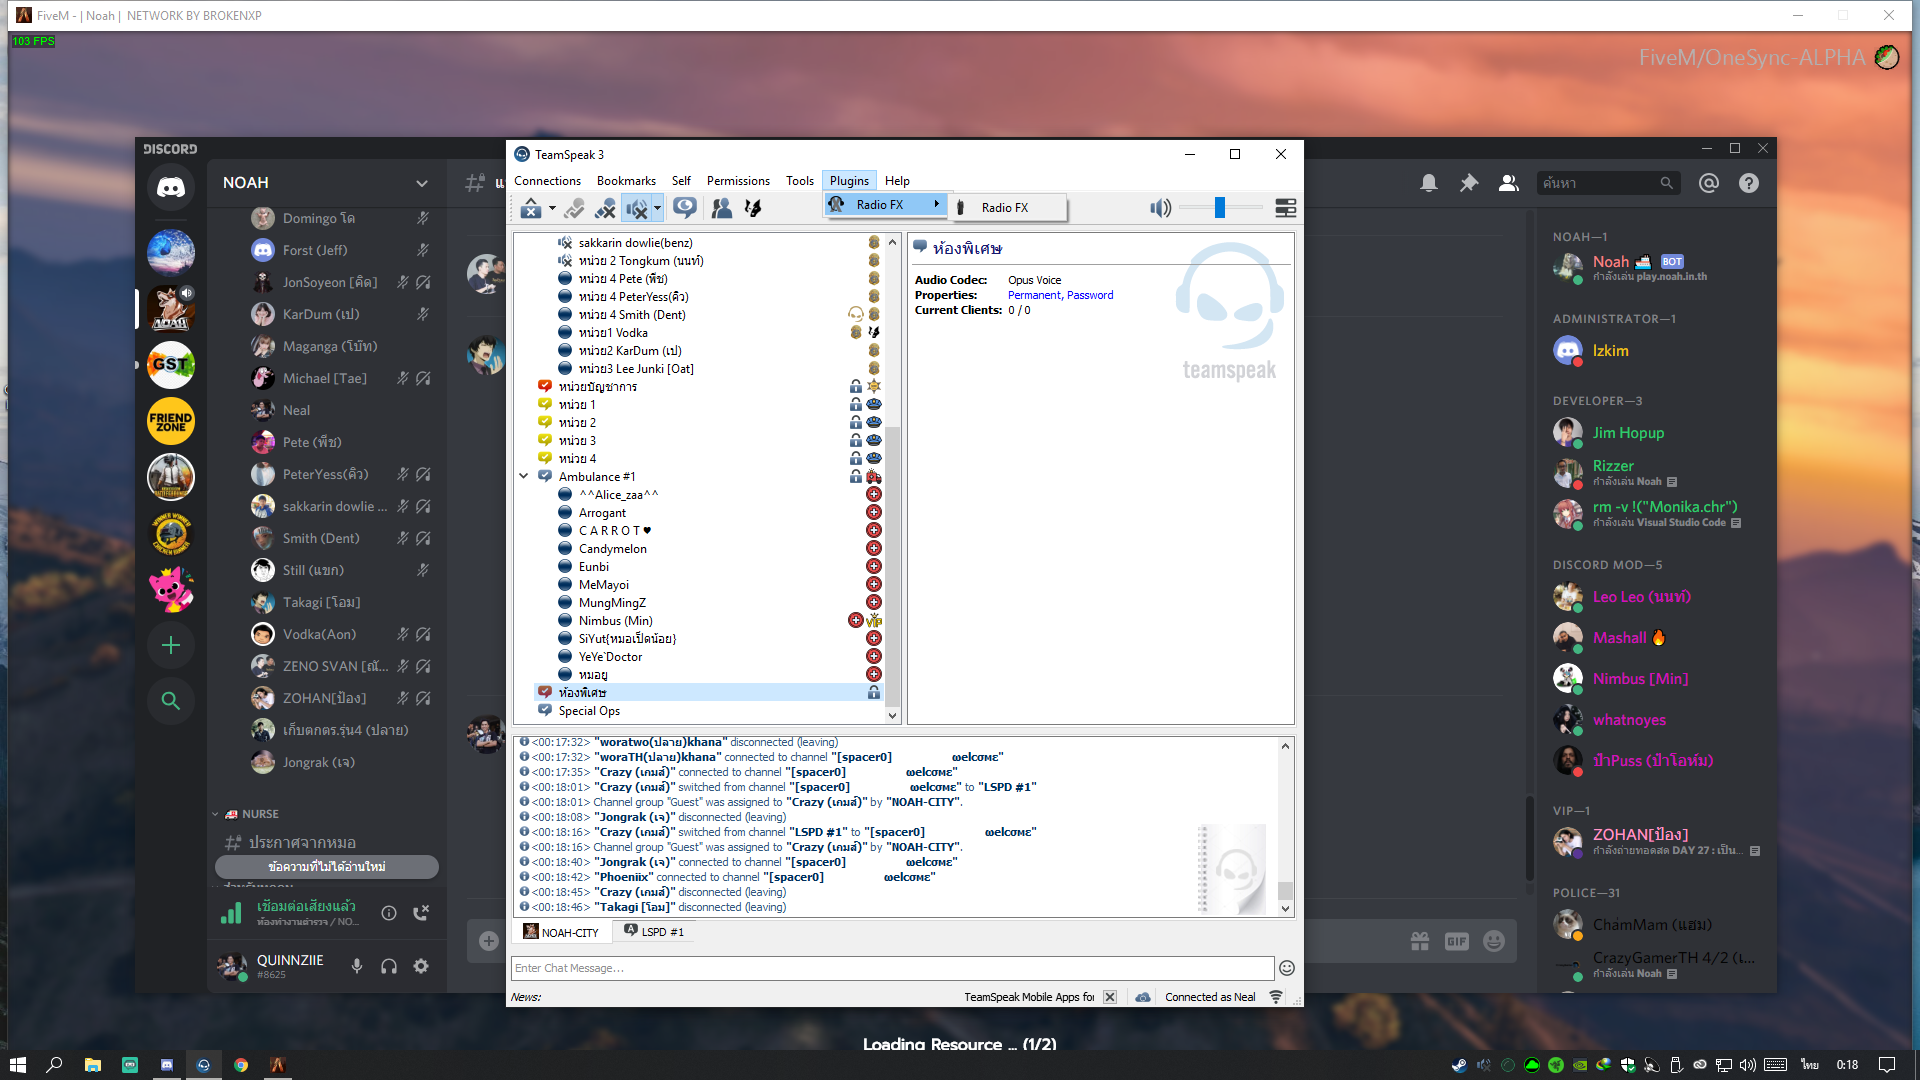 FiveM - | Noah | NETWORK BY BROKENXP
103 FPS
FiveM/OneSync-ALPHA
DISCORD
NOAH
Domingo โด
Forst (Jeff)
JonSoyeon [คิด]
KarDum (เป)
Maganga (โบ๊ท)
Michael [Tae]
Neal
Pete (พีช)
PeterYess(คิว)
sakkarin dowlie ...
Smith (Dent)
Still (แขก)
Takagi [โอม]
Vodka(Aon)
ZENO SVAN [ณั...
ZOHAN[ป้อง]
เก็บตกตร.รุ่น4 (ปลาย)
Jongrak (เจ)
NURSE
ประกาศจากหมอ
ข้อความที่ไม่ได้อ่านใหม่
เชื่อมต่อเสียงแล้ว
ห้องทำงานตำรวจ / NO...
QUINNZIIE
#8625
GST
FRIEND ZONE
TeamSpeak 3
Connections Bookmarks Self Permissions Tools Plugins Help
Radio FX
Radio FX
sakkarin dowlie(benz)
หน่วย 2 Tongkum (นนท์)
หน่วย 4 Pete (พีช)
หน่วย 4 PeterYess(คิว)
หน่วย 4 Smith (Dent)
หน่วย1 Vodka
หน่วย2 KarDum (เป)
หน่วย3 Lee Junki [Oat]
หน่วยบัญชาการ
หน่วย 1
หน่วย 2
หน่วย 3
หน่วย 4
Ambulance #1
^^Alice_zaa^^
Arrogant
C A R R O T ♥
Candymelon
Eunbi
MeMayoi
MungMingZ
Nimbus (Min)
SiYut{หมอเป็ดน้อย}
YeYe`Doctor
หมอยู
ห้องพิเศษ
Special Ops
ห้องพิเศษ
Audio Codec: Opus Voice
Properties: Permanent, Password
Current Clients: 0 / 0
teamspeak
<00:17:32> "woratwo(ปลาย)khana" disconnected (leaving)
<00:17:32> "woraTH(ปลาย)khana" connected to channel "[spacer0] ωelcσmε"
<00:17:35> "Crazy (เกมส์)" connected to channel "[spacer0] ωelcσmε"
<00:18:01> "Crazy (เกมส์)" switched from channel "[spacer0] ωelcσmε" to "LSPD #1"
<00:18:01> Channel group "Guest" was assigned to "Crazy (เกมส์)" by "NOAH-CITY".
<00:18:08> "Jongrak (เจ)" disconnected (leaving)
<00:18:16> "Crazy (เกมส์)" switched from channel "LSPD #1" to "[spacer0] ωelcσmε"
<00:18:16> Channel group "Guest" was assigned to "Crazy (เกมส์)" by "NOAH-CITY".
<00:18:40> "Jongrak (เจ)" connected to channel "[spacer0] ωelcσmε"
<00:18:42> "Phoeniix" connected to channel "[spacer0] ωelcσmε"
<00:18:45> "Crazy (เกมส์)" disconnected (leaving)
<00:18:46> "Takagi [โอม]" disconnected (leaving)
NOAH-CITY LSPD #1
Enter Chat Message...
News: TeamSpeak Mobile Apps for Connected as Neal
ค้นหา
NOAH—1
Noah BOT
กำลังเล่น play.noah.in.th
ADMINISTRATOR—1
Izkim
DEVELOPER—3
Jim Hopup
Rizzer
กำลังเล่น Noah
rm -v !("Monika.chr")
กำลังเล่น Visual Studio Code
DISCORD MOD—5
Leo Leo (นนท์)
Mashall
Nimbus [Min]
whatnoyes
ป๋าPuss (ป๋าโอห์ม)
VIP—1
ZOHAN[ป้อง]
กำลังถ่ายทอดสด DAY 27 : เป็น...
POLICE—31
ChamMam (แฮม)
CrazyGamerTH 4/2 (เ...
กำลังเล่น Noah
GIF
Loading Resource ... (1/2)
ไทย 0:18